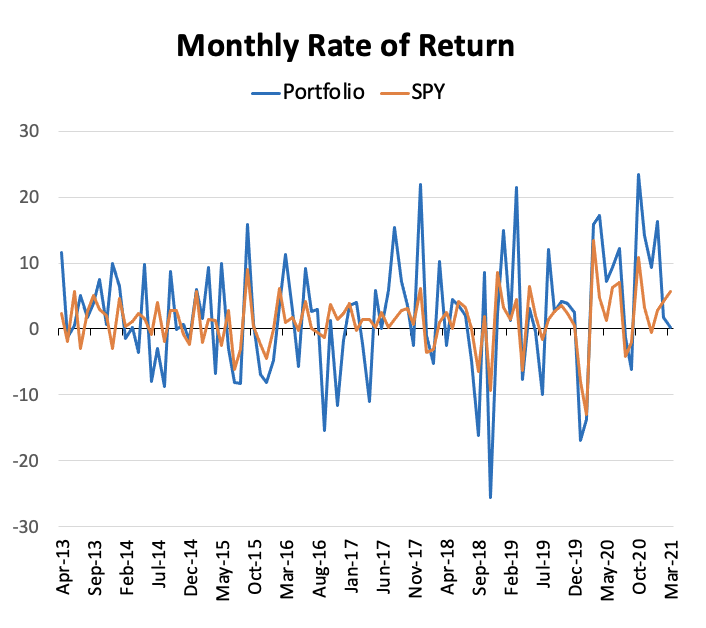 Monthly Rate of Return
Portfolio SPY
30
20
10
0
-10
-20
-30
Apr-13 Sep-13 Feb-14 Jul-14 Dec-14 May-15 Oct-15 Mar-16 Aug-16 Jan-17 Jun-17 Nov-17 Apr-18 Sep-18 Feb-19 Jul-19 Dec-19 May-20 Oct-20 Mar-21